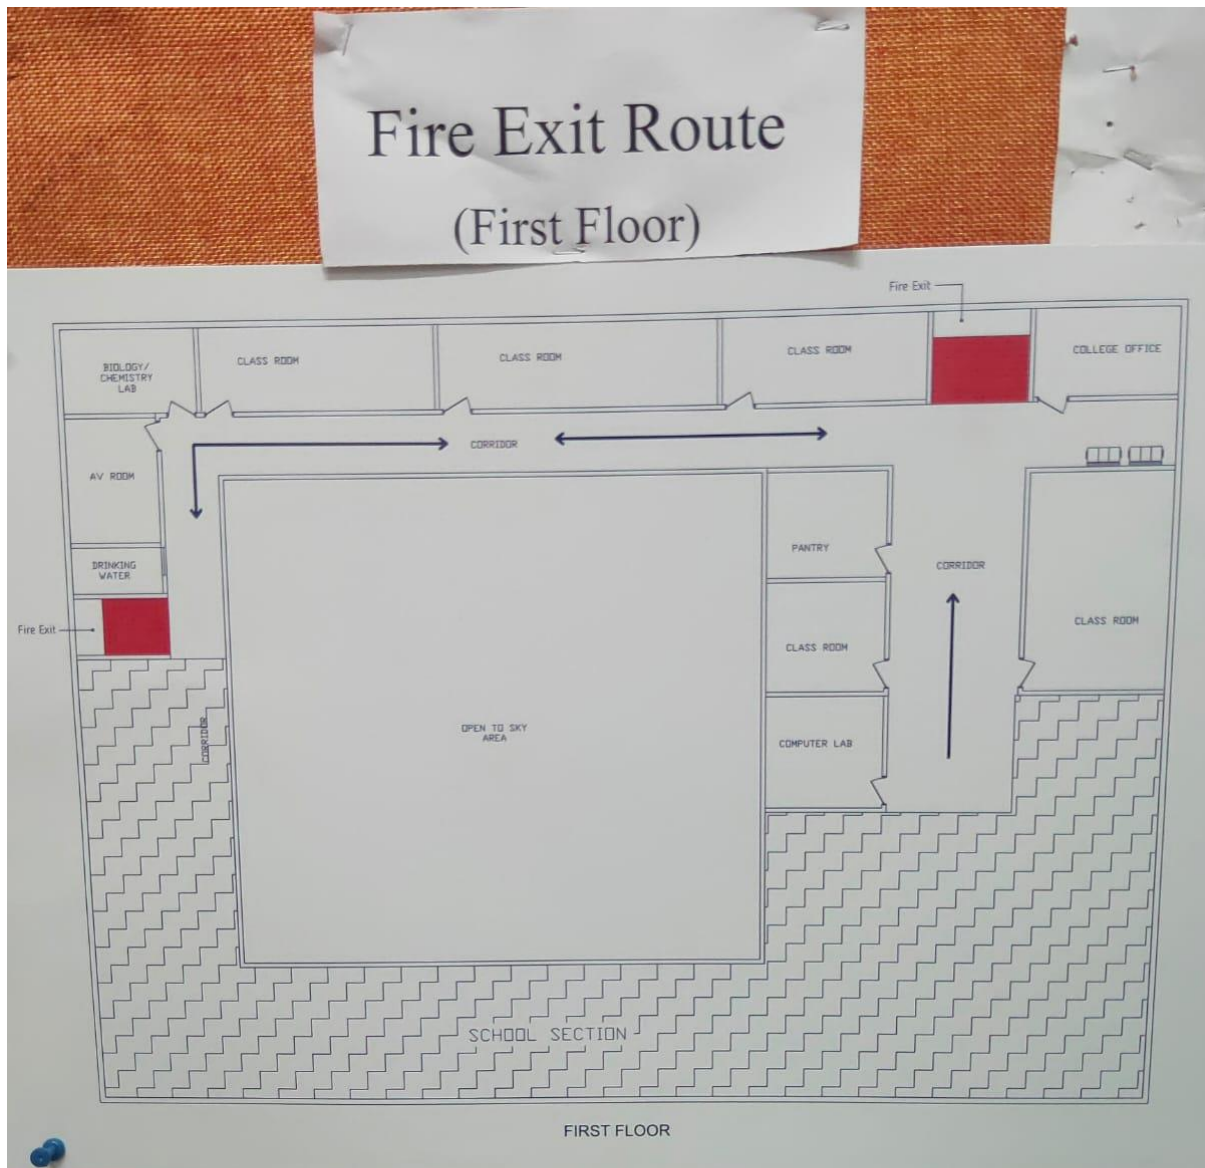 Fire Exit Route
(First Floor)
Fire Exit
BIOLOGY/
CHEMISTRY
LAB
CLASS ROOM
CLASS ROOM
CLASS ROOM
COLLEGE OFFICE
CORRIDOR
AV ROOM
PANTRY
CORRIDOR
DRINKING
WATER
Fire Exit
CLASS ROOM
CLASS ROOM
CORRIDOR
OPEN TO SKY
AREA
COMPUTER LAB
SCHOOL SECTION
FIRST FLOOR